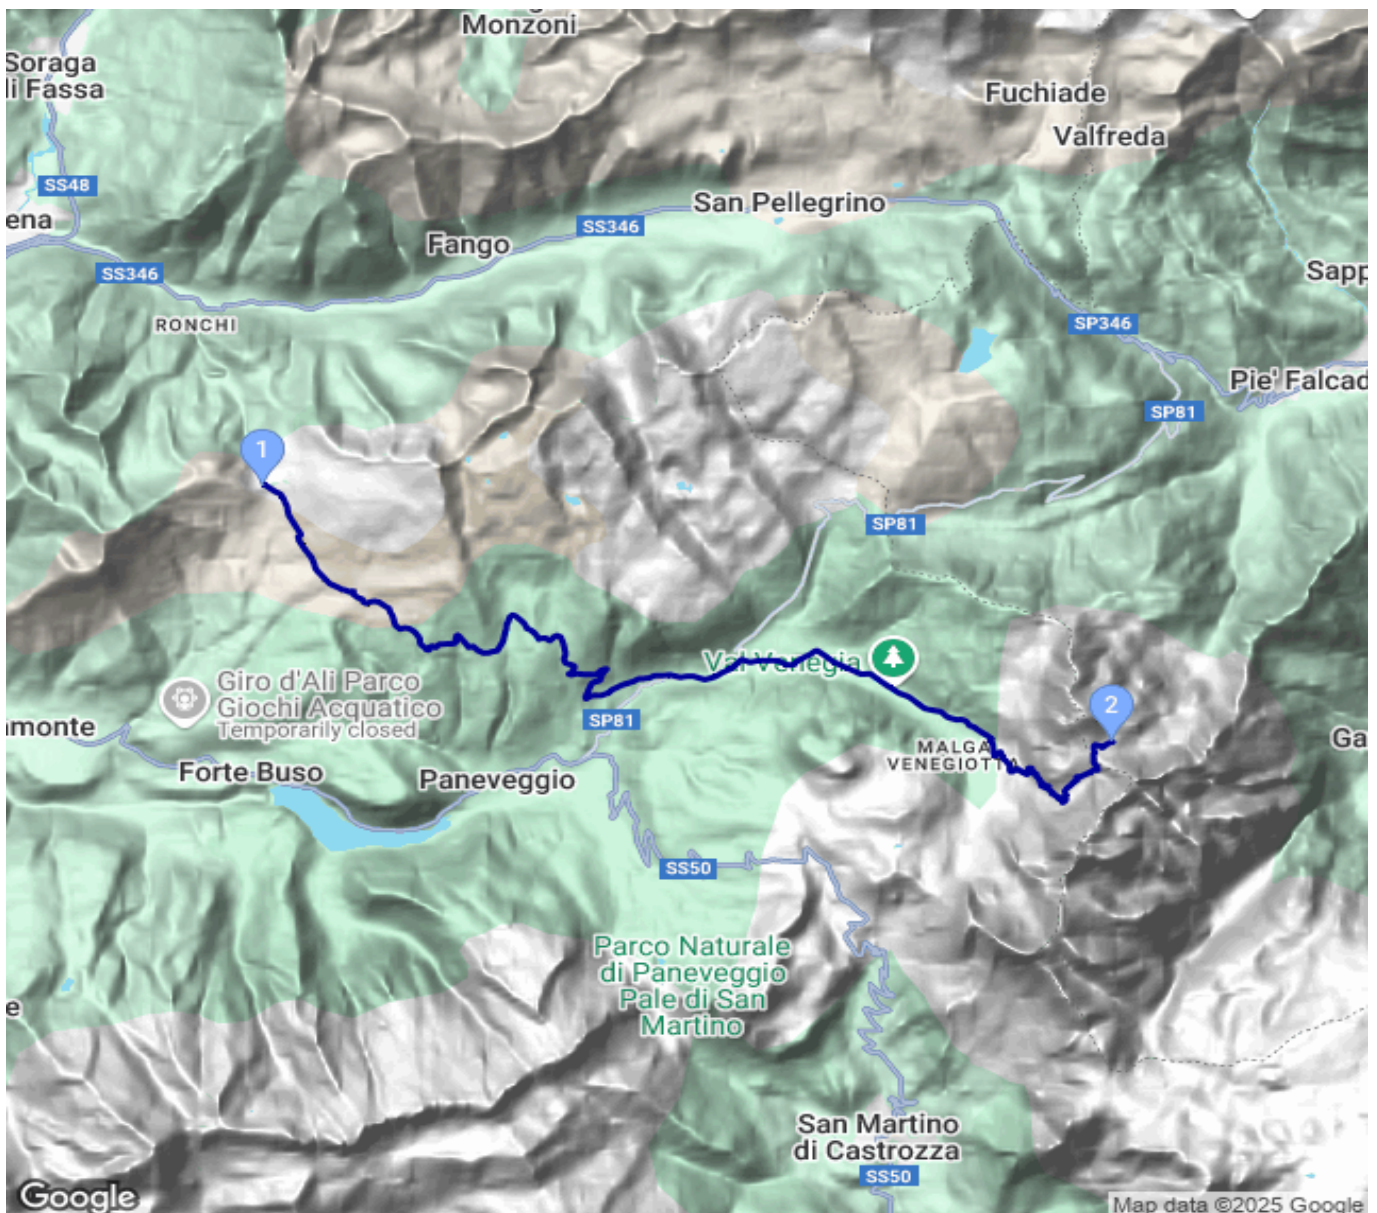 Monzoni
Soraga
di Fassa
Fuchiade
Valfreda
SS48
San Pellegrino
ena
SS346
Fango
SS346
Sapp
RONCHI
SP346
Pie' Falcad
SP81
1
SP81
Val Venegia
Giro d'Ali Parco
Giochi Acquatico
Temporarily closed
2
SP81
amonte
MALGA
VENEGIOTTA
Ga
Forte Buso
Paneveggio
SS50
Parco Naturale
di Paneveggio
Pale di San
Martino
e
San Martino
di Castrozza
SS50
Google
Map data ©2025 Google